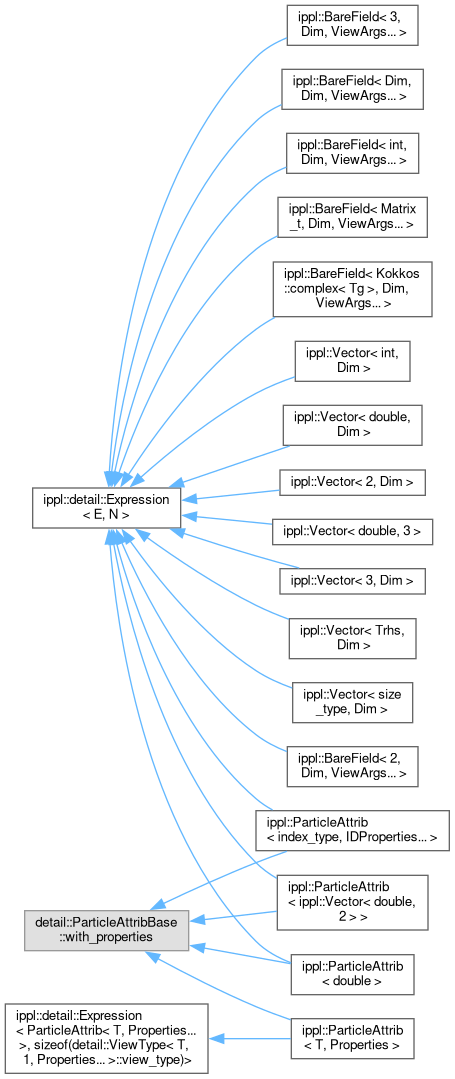 ippl::BareField< 3,
Dim, ViewArgs... >
ippl::BareField< Dim,
Dim, ViewArgs... >
ippl::BareField< int,
Dim, ViewArgs... >
ippl::BareField< Matrix
_t, Dim, ViewArgs... >
ippl::BareField< Kokkos
::complex< Tg >, Dim,
ViewArgs... >
ippl::Vector< int,
Dim >
ippl::Vector< double,
Dim >
ippl::detail::Expression
< E, N >
ippl::Vector< 2, Dim >
ippl::Vector< double, 3 >
ippl::Vector< 3, Dim >
ippl::Vector< Trhs,
Dim >
ippl::Vector< size
_type, Dim >
ippl::BareField< 2,
Dim, ViewArgs... >
ippl::ParticleAttrib
< index_type, IDProperties... >
ippl::ParticleAttrib
< ippl::Vector< double,
2 > >
detail::ParticleAttribBase
::with_properties
ippl::ParticleAttrib
< double >
ippl::detail::Expression
< ParticleAttrib< T, Properties...
>, sizeof(detail::ViewType< T,
1, Properties... >::view_type)>
ippl::ParticleAttrib
< T, Properties >